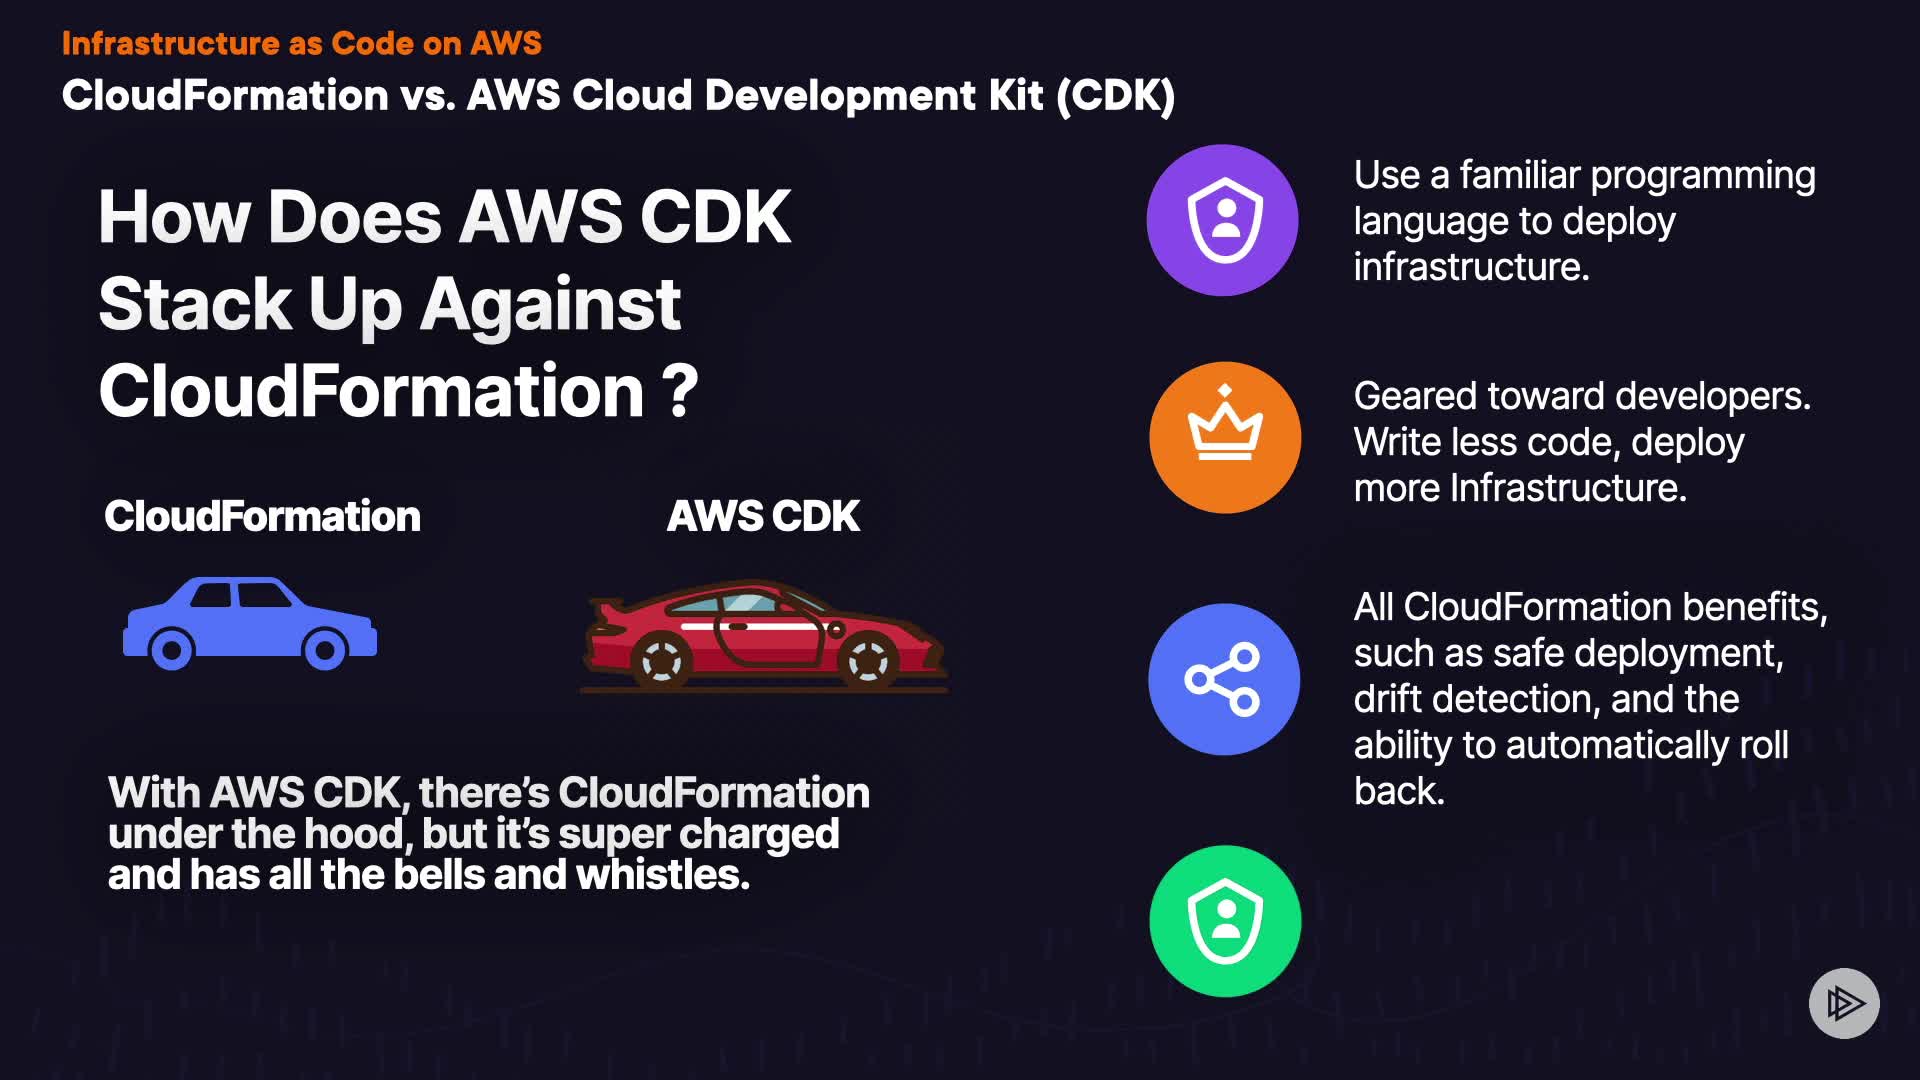 Infrastructure as Code on AWS
CloudFormation vs. AWS Cloud Development Kit (CDK)
How Does AWS CDK
Stack Up Against
CloudFormation ?
CloudFormation
AWS CDK
With AWS CDK, there's CloudFormation
under the hood, but it's super charged
and has all the bells and whistles.
Use a familiar programming
language to deploy
infrastructure.
Geared toward developers.
Write less code, deploy
more Infrastructure.
All CloudFormation benefits,
such as safe deployment,
drift detection, and the
ability to automatically roll
back.